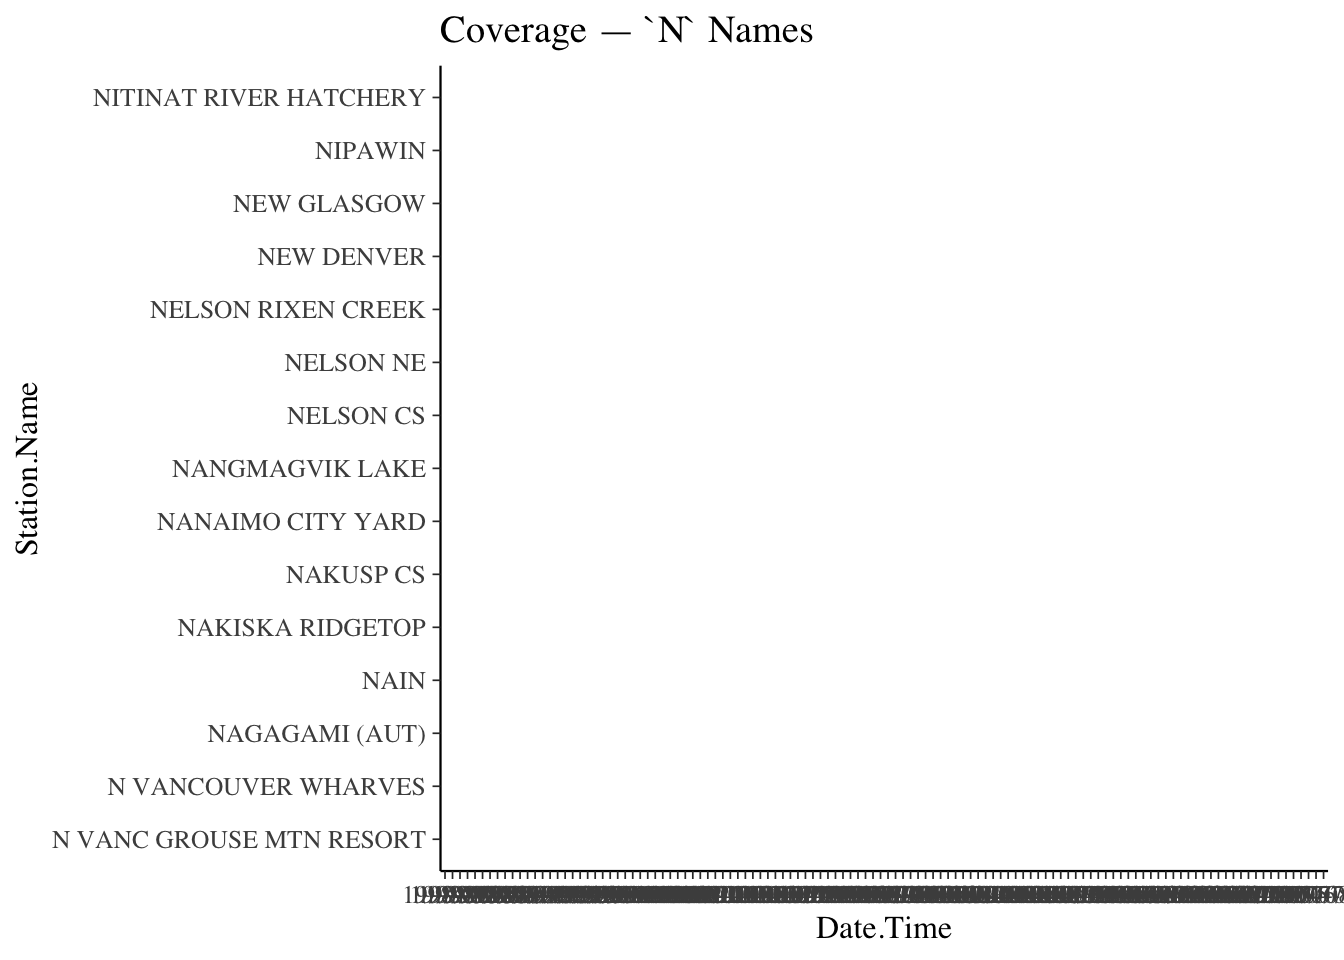 Coverage — `N` Names
NITINAT RIVER HATCHERY
NIPAWIN
NEW GLASGOW
NEW DENVER
NELSON RIXEN CREEK
NELSON NE
NELSON CS
NANGMAGVIK LAKE
NANAIMO CITY YARD
NAKUSP CS
NAKISKA RIDGETOP
NAIN
NAGAGAMI (AUT)
N VANCOUVER WHARVES
N VANC GROUSE MTN RESORT
Station.Name
Date.Time